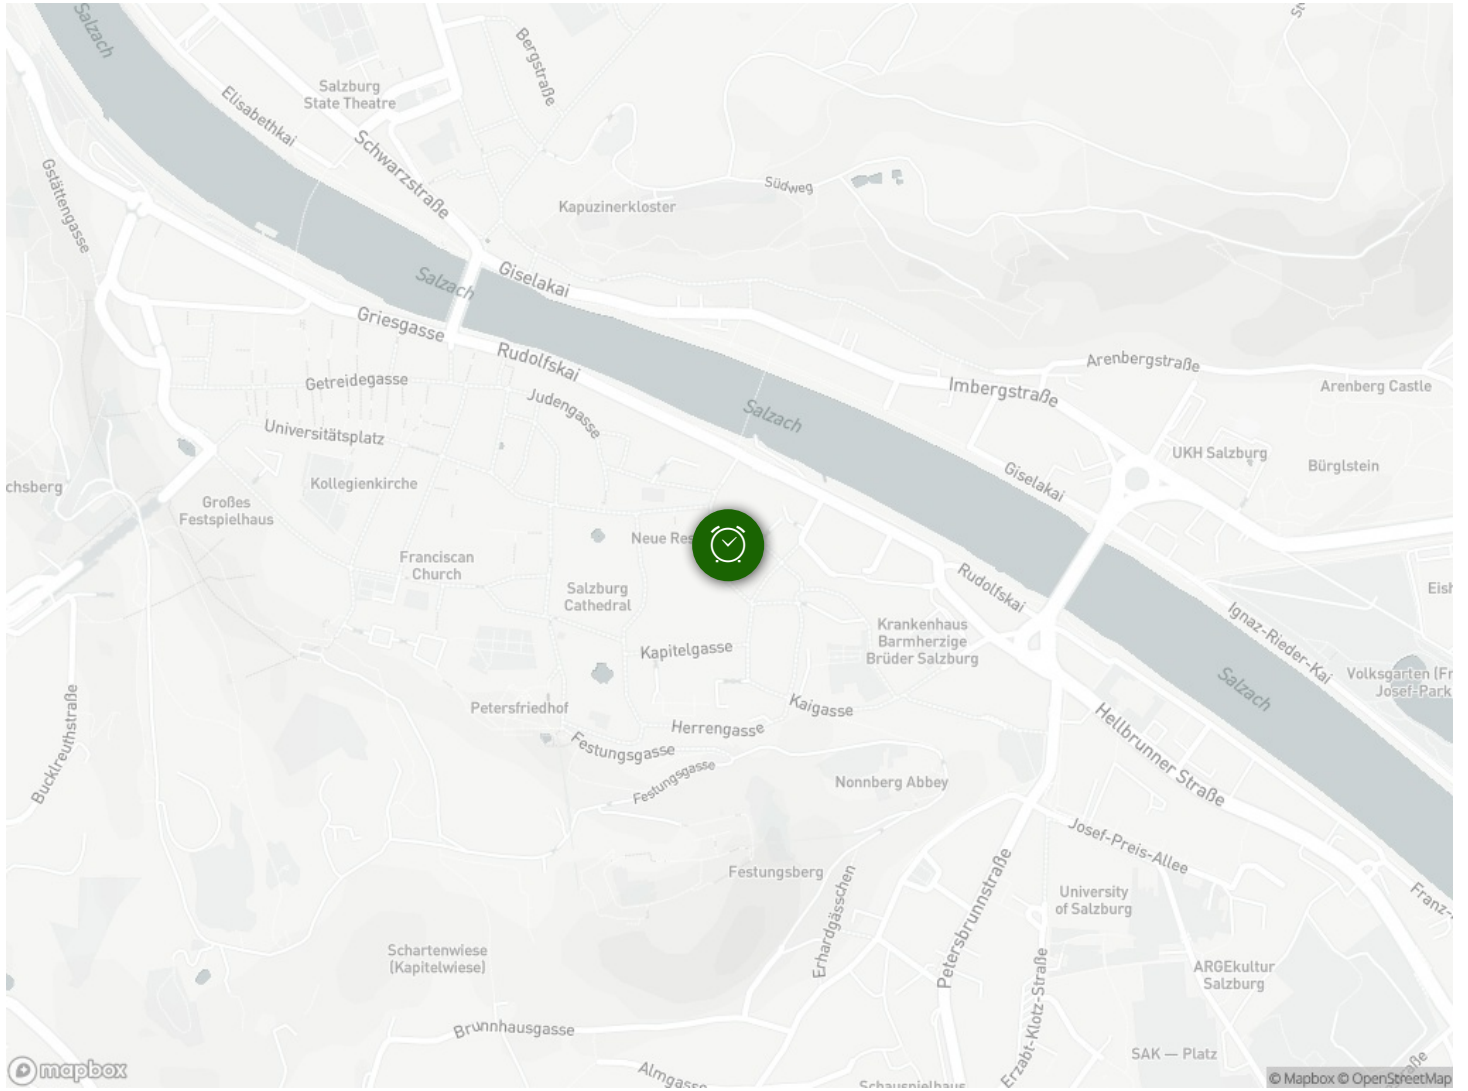 Salzach
Salzburg
State Theatre
Bergstraße
Elisabethkai
Schwarzstraße
Gstättengasse
Südweg
Kapuzinerkloster
Salzach
Giselakai
Griesgasse
Rudolfskai
Getreidegasse
Judengasse
Universitätsplatz
Salzach
Imbergstraße
Arenbergstraße
Arenberg Castle
UKH Salzburg
Bürglstein
Giselakai
chsberg
Großes
Festspielhaus
Kollegienkirche
Neue Res
Franciscan
Church
Salzburg
Cathedral
Rudolfskai
Krankenhaus
Barmherzige
Brüder Salzburg
Ignaz-Rieder-Kai
Eish
Volksgarten (Fr
Josef-Park
Salzach
Kapitelgasse
Petersfriedhof
Kaigasse
Herrengasse
Festungsgasse
Festungsgasse
Bucklreuthstraße
Nonnberg Abbey
Hellbrunner Straße
Josef-Preis-Allee
Festungsberg
Erhardgässchen
Petersbrunnstraße
University
of Salzburg
Franz-
Schartenwiese
(Kapitelwiese)
ARGEkultur
Salzburg
Erzabt-Klotz-Straße
Brunnhausgasse
Almgasse
SAK — Platz
Schauspielhaus
raße
mapbox
© Mapbox © OpenStreetMap